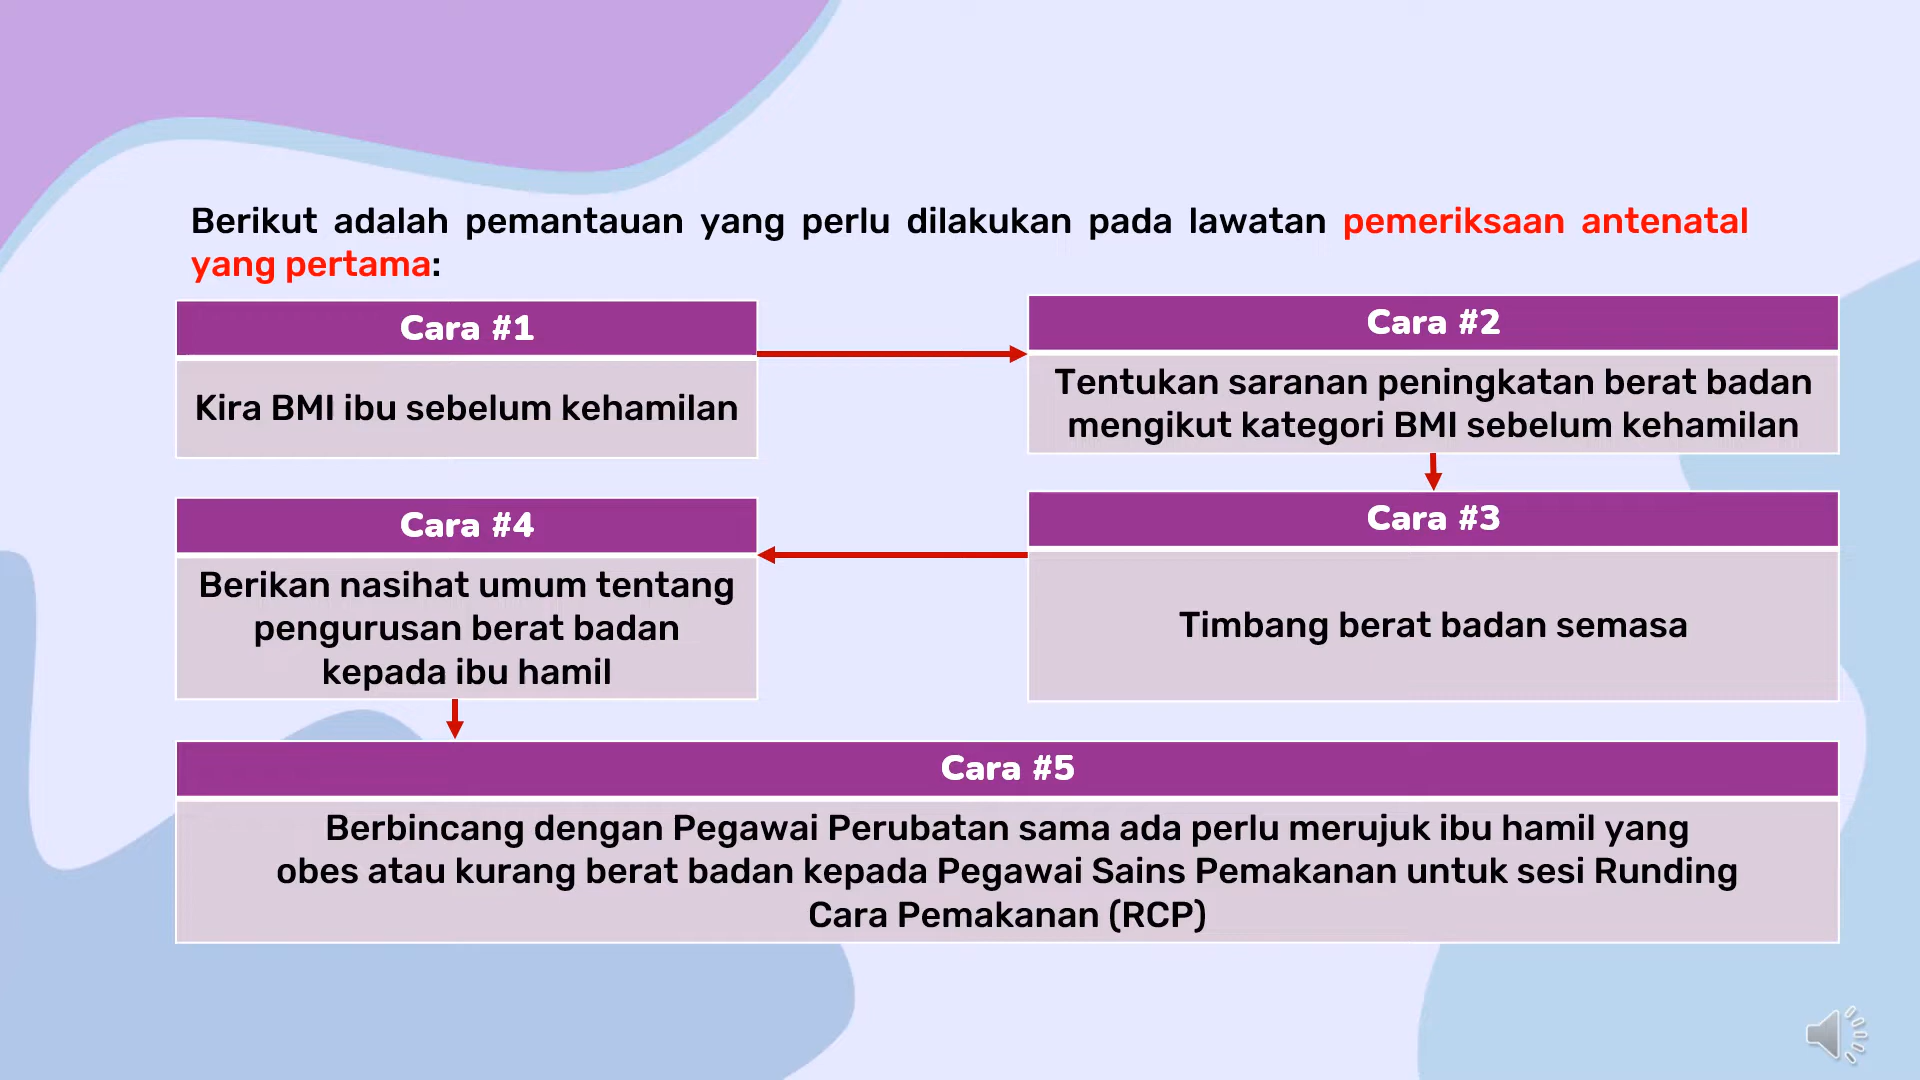 Berikut adalah pemantauan yang perlu dilakukan pada lawatan pemeriksaan antenatal
yang pertama:
Cara #1
Kira BMI ibu sebelum kehamilan
Cara #2
Tentukan saranan peningkatan berat badan
mengikut kategori BMI sebelum kehamilan
Cara #3
Timbang berat badan semasa
Cara #4
Berikan nasihat umum tentang
pengurusan berat badan
kepada ibu hamil
Cara #5
Berbincang dengan Pegawai Perubatan sama ada perlu merujuk ibu hamil yang
obes atau kurang berat badan kepada Pegawai Sains Pemakanan untuk sesi Runding
Cara Pemakanan (RCP)